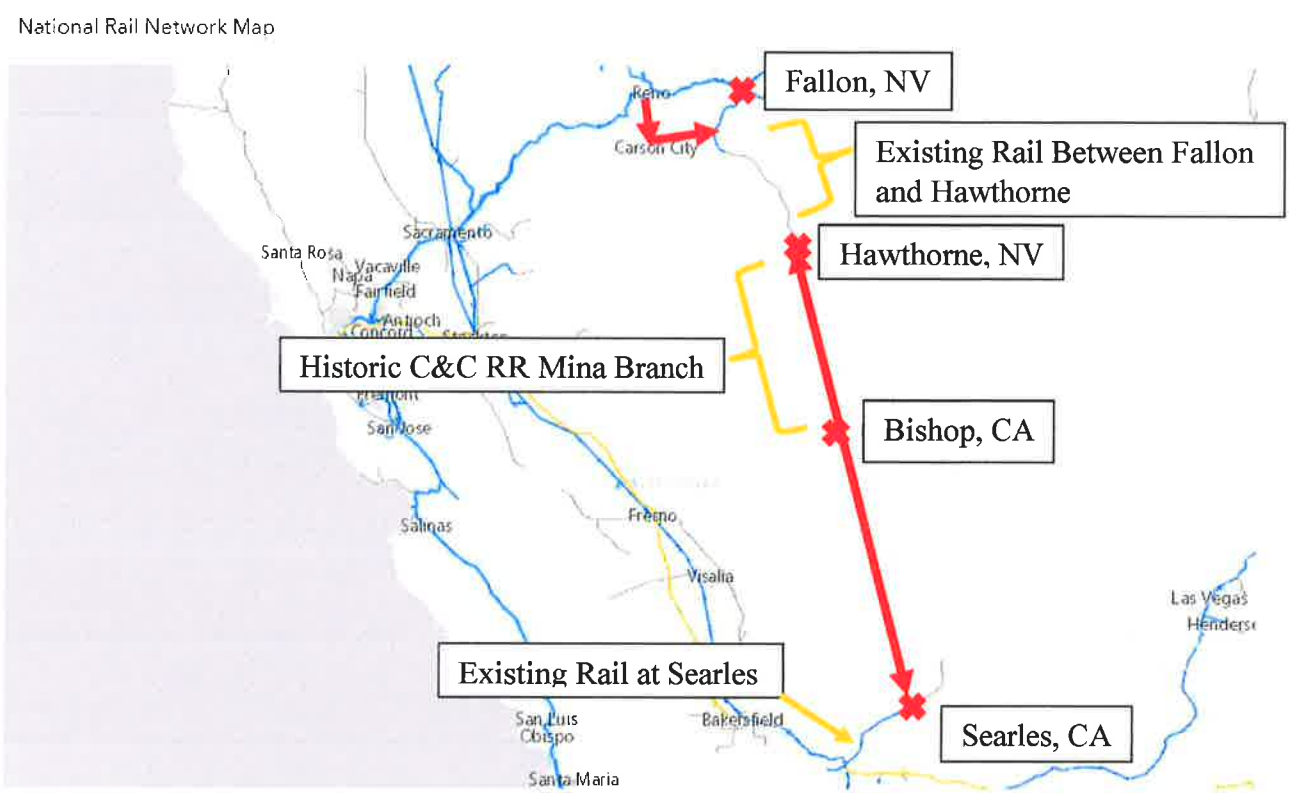 National Rail Network Map
Fallon, NV
Reno
Existing Rail Between Fallon
and Hawthorne
Carson City
Sacramento
Hawthorne, NV
Santa Rosa
Vacaville
Napa
Fairfield
Antioch
Concord
Historic C&C RR Mina Branch
San Jose
Bishop, CA
Salinas
Fresno
Visalia
Las Vegas
Henders
Existing Rail at Searles
San Luis
Obispo
Bakersfield
Searles, CA
Santa Maria